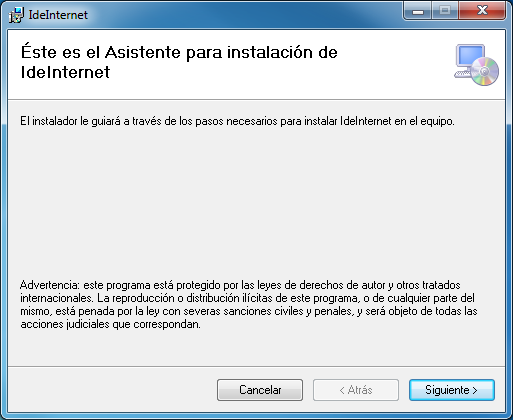 IdeInternet
Éste es el Asistente para instalación de
IdeInternet
El instalador le guiará a través de los pasos necesarios para instalar IdeInternet en el equipo.
Advertencia: este programa está protegido por las leyes de derechos de autor y otros tratados
internacionales. La reproducción o distribución ilícitas de este programa, o de cualquier parte del
mismo, está penada por la ley con severas sanciones civiles y penales, y será objeto de todas las
acciones judiciales que correspondan.
Cancelar
< Atrás
Siguiente >